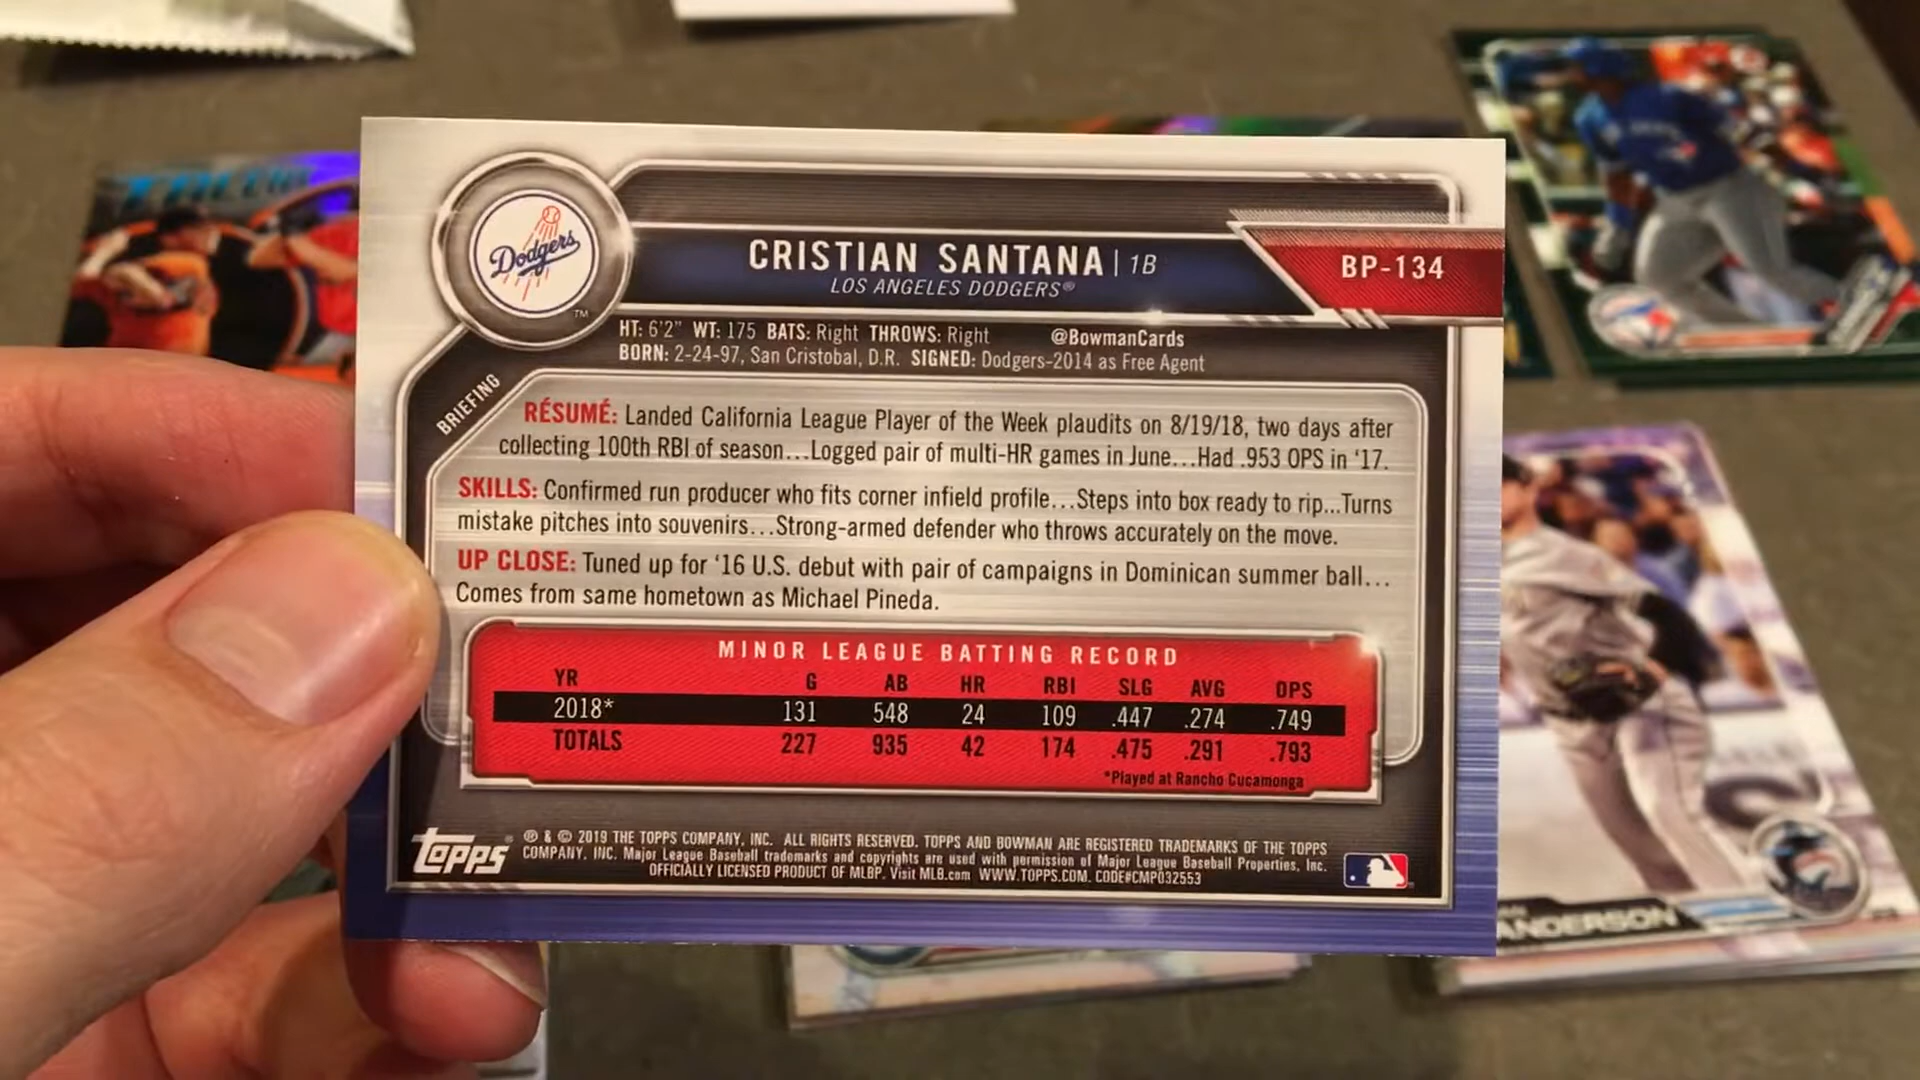 Dodgers
TM
CRISTIAN SANTANA | 1B
LOS ANGELES DODGERS®
BP-134
HT: 6'2" WT: 175 BATS: Right THROWS: Right @BowmanCards
BORN: 2-24-97, San Cristobal, D.R. SIGNED: Dodgers-2014 as Free Agent
BRIEFING
RÉSUMÉ: Landed California League Player of the Week plaudits on 8/19/18, two days after
collecting 100th RBI of season...Logged pair of multi-HR games in June...Had .953 OPS in '17.
SKILLS: Confirmed run producer who fits corner infield profile...Steps into box ready to rip...Turns
mistake pitches into souvenirs...Strong-armed defender who throws accurately on the move.
UP CLOSE: Tuned up for '16 U.S. debut with pair of campaigns in Dominican summer ball...
Comes from same hometown as Michael Pineda.
MINOR LEAGUE BATTING RECORD
YR G AB HR RBI SLG AVG OPS
2018* 131 548 24 109 .447 .274 .749
TOTALS 227 935 42 174 .475 .291 .793
*Played at Rancho Cucamonga
topps
® & © 2019 THE TOPPS COMPANY, INC. ALL RIGHTS RESERVED. TOPPS AND BOWMAN ARE REGISTERED TRADEMARKS OF THE TOPPS
COMPANY, INC. Major League Baseball trademarks and copyrights are used with permission of Major League Baseball Properties, Inc.
OFFICIALLY LICENSED PRODUCT OF MLBP. Visit MLB.com WWW.TOPPS.COM. CODE#CMP032553
ANDERSON